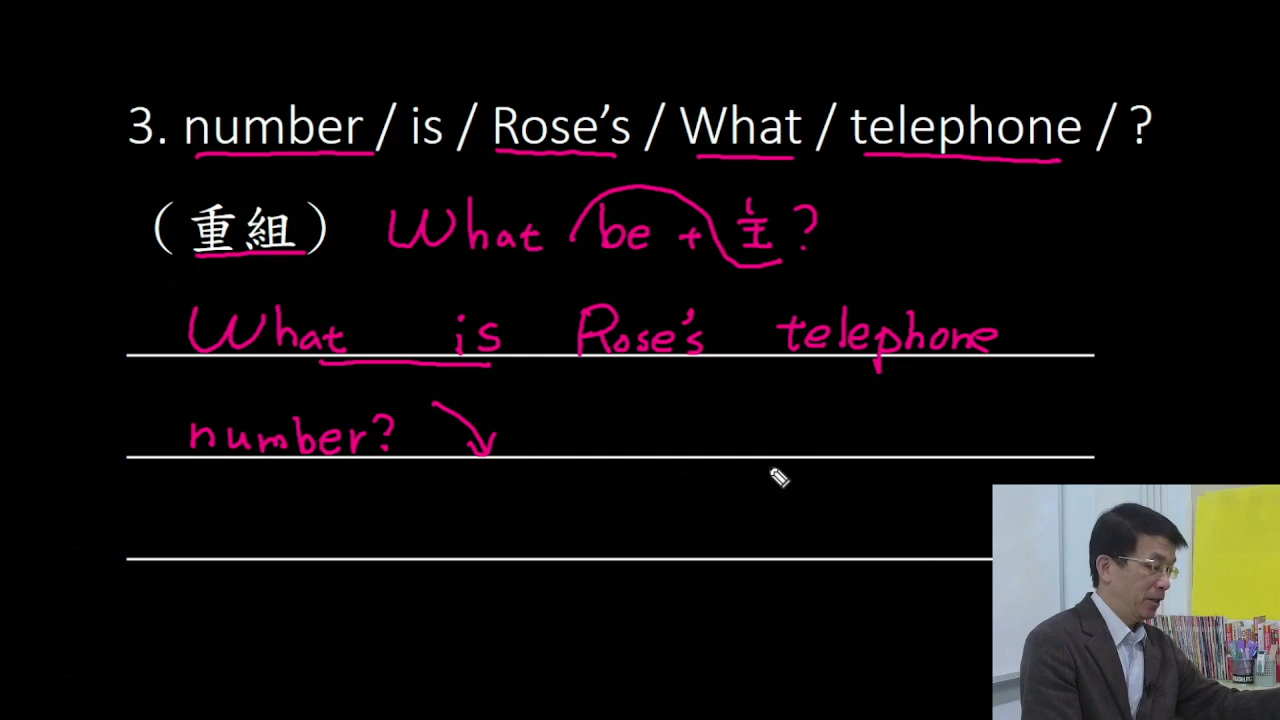 3. number / is / Rose’s / What / telephone / ?
(重組) What be + 主?
What is Rose's telephone
number?